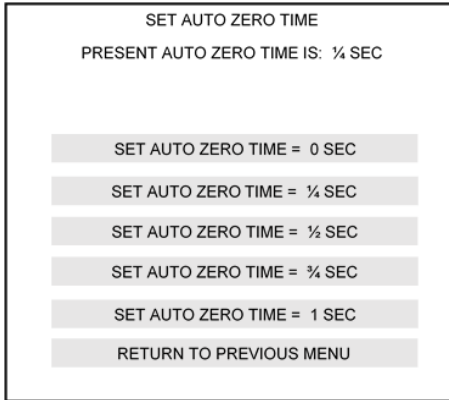 SET AUTO ZERO TIME
PRESENT AUTO ZERO TIME IS: ¼ SEC
SET AUTO ZERO TIME = 0 SEC
SET AUTO ZERO TIME = ¼ SEC
SET AUTO ZERO TIME = ½ SEC
SET AUTO ZERO TIME = ¾ SEC
SET AUTO ZERO TIME = 1 SEC
RETURN TO PREVIOUS MENU